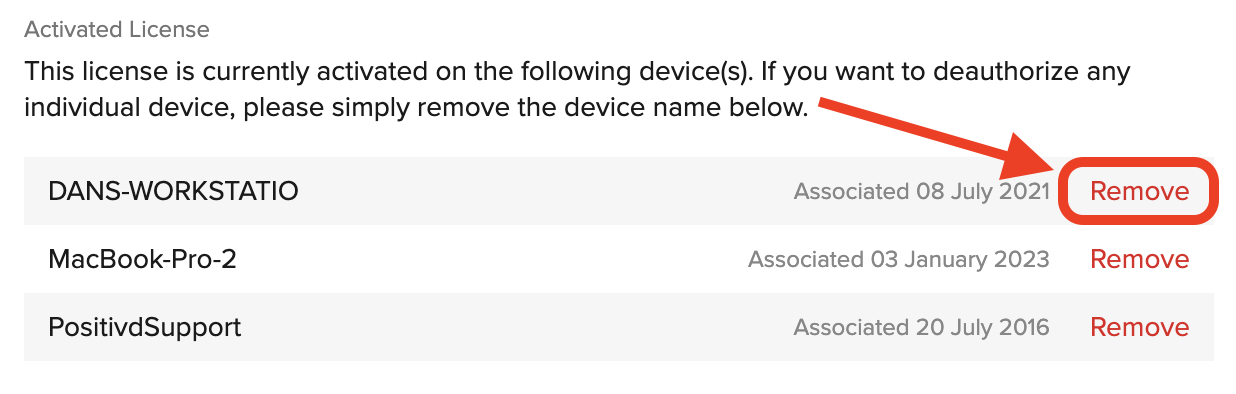 Activated License
This license is currently activated on the following device(s). If you want to deauthorize any
individual device, please simply remove the device name below.
DANS-WORKSTATIO Associated 08 July 2021 Remove
MacBook-Pro-2 Associated 03 January 2023 Remove
PositivdSupport Associated 20 July 2016 Remove